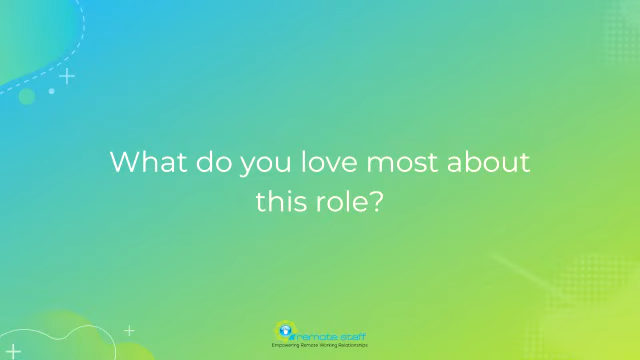 What do you love most about
this role?
remote.staff
Empowering Remote Working Relationships